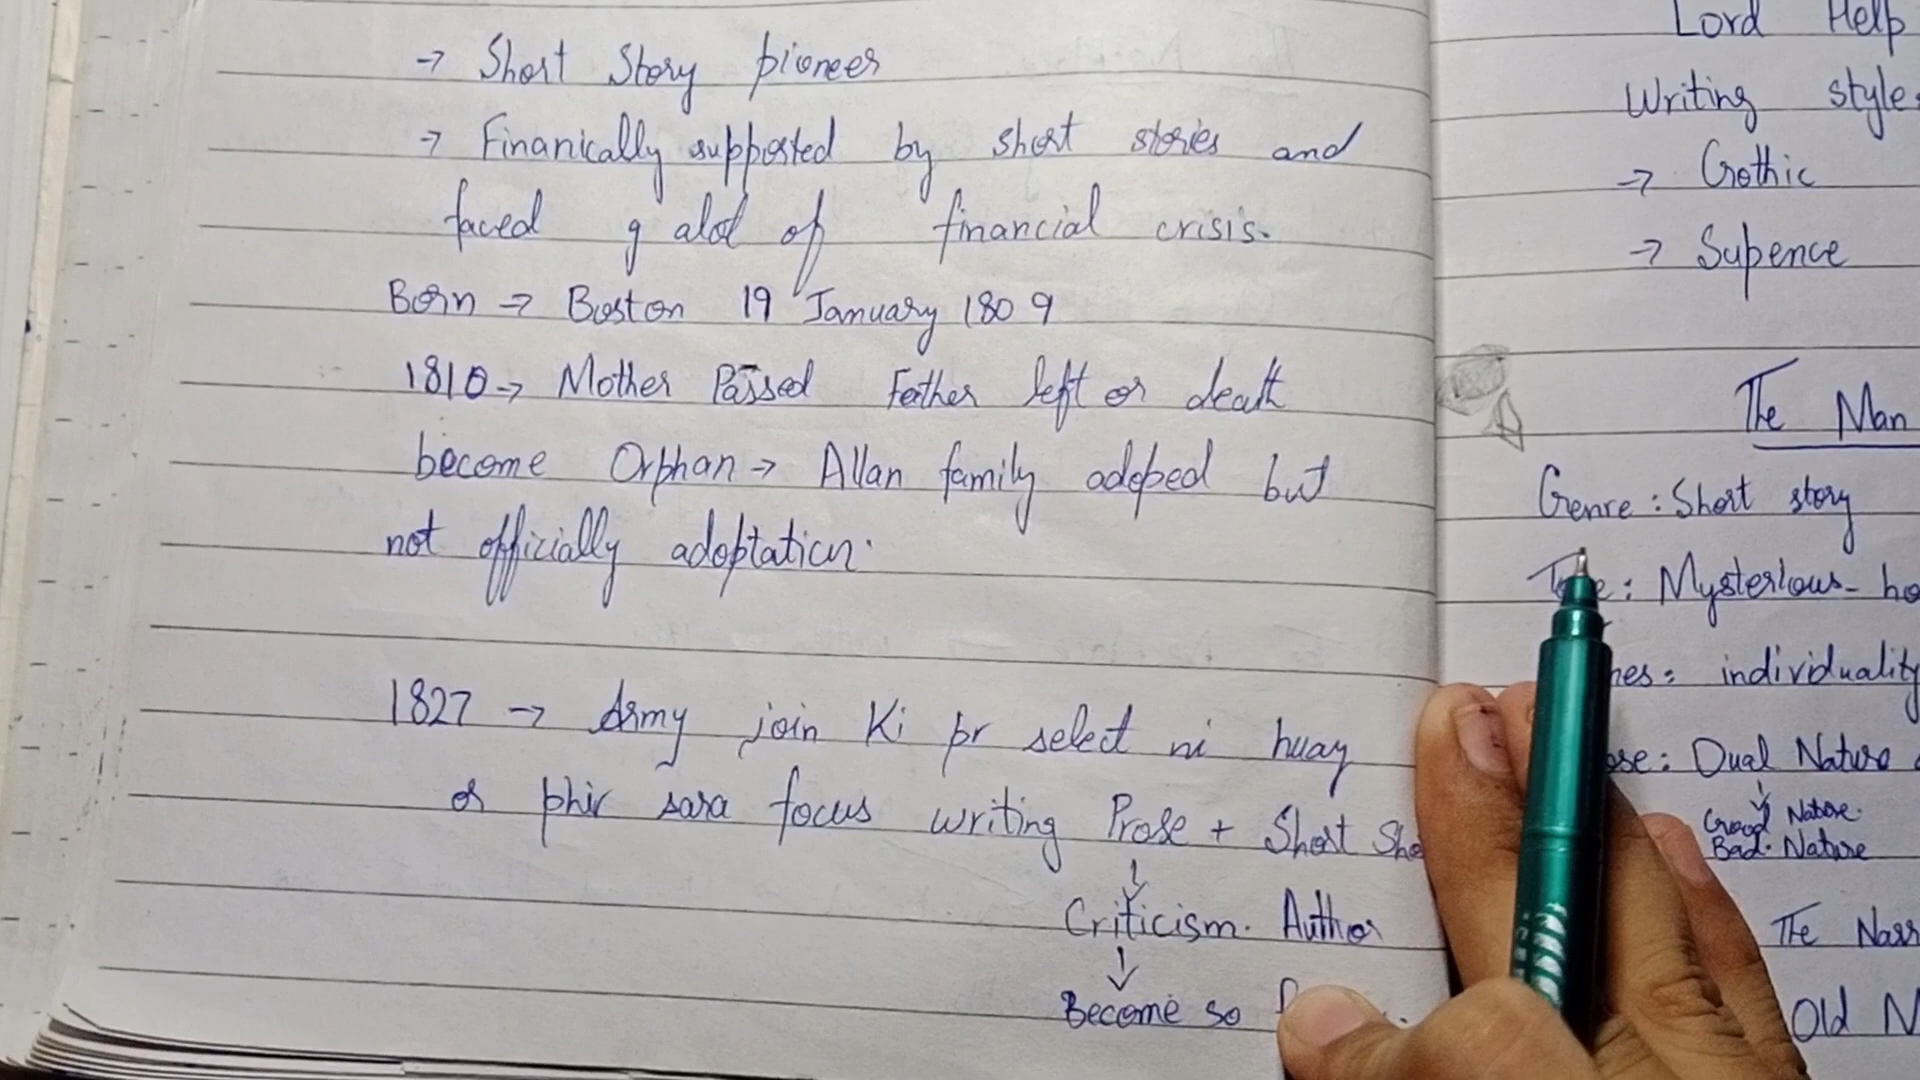 → Short Story pioneer
→ Finanically supported by short stories and
faced g alot of financial crisis.
Born → Boston 19 January 1809
1810 → Mother Passed Father left or death
become Orphan → Allan family adoped but
not officially adoptation.
1827 → Army join Ki pr select ni huay
or phir sara focus writing Prose + Short
↓
Criticism. Author
↓
Become so
Lord Help
Writing style:
→ Gothic
→ Supence
The Man
Genre: Short story
: Mysterious-
individuality
Dual Nature
↓
Good Nature.
Bad. Nature
The
Old